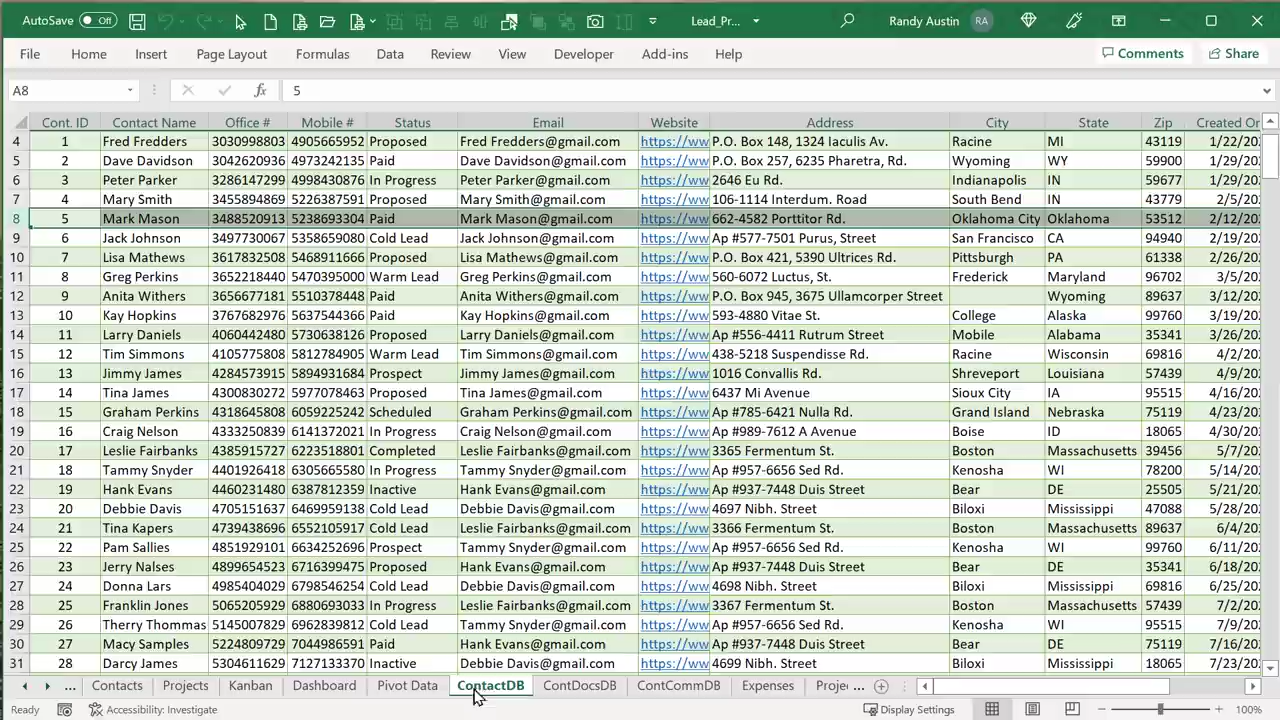 AutoSave Off Lead_Pr... Randy Austin RA
File Home Insert Page Layout Formulas Data Review View Developer Add-ins Help Comments Share
A8 fx 5
Cont. ID Contact Name Office # Mobile # Status Email Website Address City State Zip Created On
4 1 Fred Fredders 3030998803 4905665952 Proposed Fred Fredders@gmail.com https://ww P.O. Box 148, 1324 Iaculis Av. Racine MI 43119 1/22/20
5 2 Dave Davidson 3042620936 4973242135 Paid Dave Davidson@gmail.com https://ww P.O. Box 257, 6235 Pharetra, Rd. Wyoming WY 59900 1/29/20
6 3 Peter Parker 3286147299 4998430876 In Progress Peter Parker@gmail.com https://ww 2646 Eu Rd. Indianapolis IN 59677 1/29/20
7 4 Mary Smith 3455894869 5226387591 Proposed Mary Smith@gmail.com https://ww 106-1114 Interdum. Road South Bend IN 43779 2/5/20
8 5 Mark Mason 3488520913 5238693304 Paid Mark Mason@gmail.com https://ww 662-4582 Porttitor Rd. Oklahoma City Oklahoma 53512 2/12/20
9 6 Jack Johnson 3497730067 5358659080 Cold Lead Jack Johnson@gmail.com https://ww Ap #577-7501 Purus, Street San Francisco CA 94940 2/19/20
10 7 Lisa Mathews 3617832508 5468911666 Proposed Lisa Mathews@gmail.com https://ww P.O. Box 421, 5390 Ultrices Rd. Pittsburgh PA 61338 2/26/20
11 8 Greg Perkins 3652218440 5470395000 Warm Lead Greg Perkins@gmail.com https://ww 560-6072 Luctus, St. Frederick Maryland 96702 3/5/20
12 9 Anita Withers 3656677181 5510378448 Paid Anita Withers@gmail.com https://ww P.O. Box 945, 3675 Ullamcorper Street Wyoming 89637 3/12/20
13 10 Kay Hopkins 3767682976 5637544366 Paid Kay Hopkins@gmail.com https://ww 593-4880 Vitae St. College Alaska 99760 3/19/20
14 11 Larry Daniels 4060442480 5730638126 Proposed Larry Daniels@gmail.com https://ww Ap #556-4411 Rutrum Street Mobile Alabama 35341 3/26/20
15 12 Tim Simmons 4105775808 5812784905 Warm Lead Tim Simmons@gmail.com https://ww 438-5218 Suspendisse Rd. Racine Wisconsin 69816 4/2/20
16 13 Jimmy James 4284573915 5894931684 Prospect Jimmy James@gmail.com https://ww 1016 Convallis Rd. Shreveport Louisiana 57439 4/9/20
17 14 Tina James 4300830272 5977078463 Proposed Tina James@gmail.com https://ww 6437 Mi Avenue Sioux City IA 95515 4/16/20
18 15 Graham Perkins 4318645808 6059225242 Scheduled Graham Perkins@gmail.com https://ww Ap #785-6421 Nulla Rd. Grand Island Nebraska 75119 4/23/20
19 16 Craig Nelson 4333250839 6141372021 In Progress Craig Nelson@gmail.com https://ww Ap #989-7612 A Avenue Boise ID 18065 4/30/20
20 17 Leslie Fairbanks 4385915727 6223518801 Completed Leslie Fairbanks@gmail.com https://ww 3365 Fermentum St. Boston Massachusetts 39456 5/7/20
21 18 Tammy Snyder 4401926418 6305665580 In Progress Tammy Snyder@gmail.com https://ww Ap #957-6656 Sed Rd. Kenosha WI 78200 5/14/20
22 19 Hank Evans 4460231480 6387812359 Inactive Hank Evans@gmail.com https://ww Ap #937-7448 Duis Street Bear DE 25505 5/21/20
23 20 Debbie Davis 4705151637 6469959138 Cold Lead Debbie Davis@gmail.com https://ww 4697 Nibh. Street Biloxi Mississippi 47088 5/28/20
24 21 Tina Kapers 4739438696 6552105917 Cold Lead Leslie Fairbanks@gmail.com https://ww 3366 Fermentum St. Boston Massachusetts 89637 6/4/20
25 22 Pam Sallies 4851929101 6634252696 Prospect Tammy Snyder@gmail.com https://ww Ap #957-6656 Sed Rd. Kenosha WI 99760 6/11/20
26 23 Jerry Nalses 4899654523 6716399475 Proposed Hank Evans@gmail.com https://ww Ap #937-7448 Duis Street Bear DE 35341 6/18/20
27 24 Donna Lars 4985404029 6798546254 Cold Lead Debbie Davis@gmail.com https://ww 4698 Nibh. Street Biloxi Mississippi 69816 6/25/20
28 25 Franklin Jones 5065205929 6880693033 In Progress Leslie Fairbanks@gmail.com https://ww 3367 Fermentum St. Boston Massachusetts 57439 7/2/20
29 26 Therry Thommas 5145007829 6962839812 Cold Lead Tammy Snyder@gmail.com https://ww Ap #957-6656 Sed Rd. Kenosha WI 95515 7/9/20
30 27 Macy Samples 5224809729 7044986591 Paid Hank Evans@gmail.com https://ww Ap #937-7448 Duis Street Bear DE 75119 7/16/20
31 28 Darcy James 5304611629 7127133370 Inactive Debbie Davis@gmail.com https://ww 4699 Nibh. Street Biloxi Mississippi 18065 7/23/20
... Contacts Projects Kanban Dashboard Pivot Data ContactDB ContDocsDB ContCommDB Expenses Proje ...
Ready Accessibility: Investigate Display Settings 100%